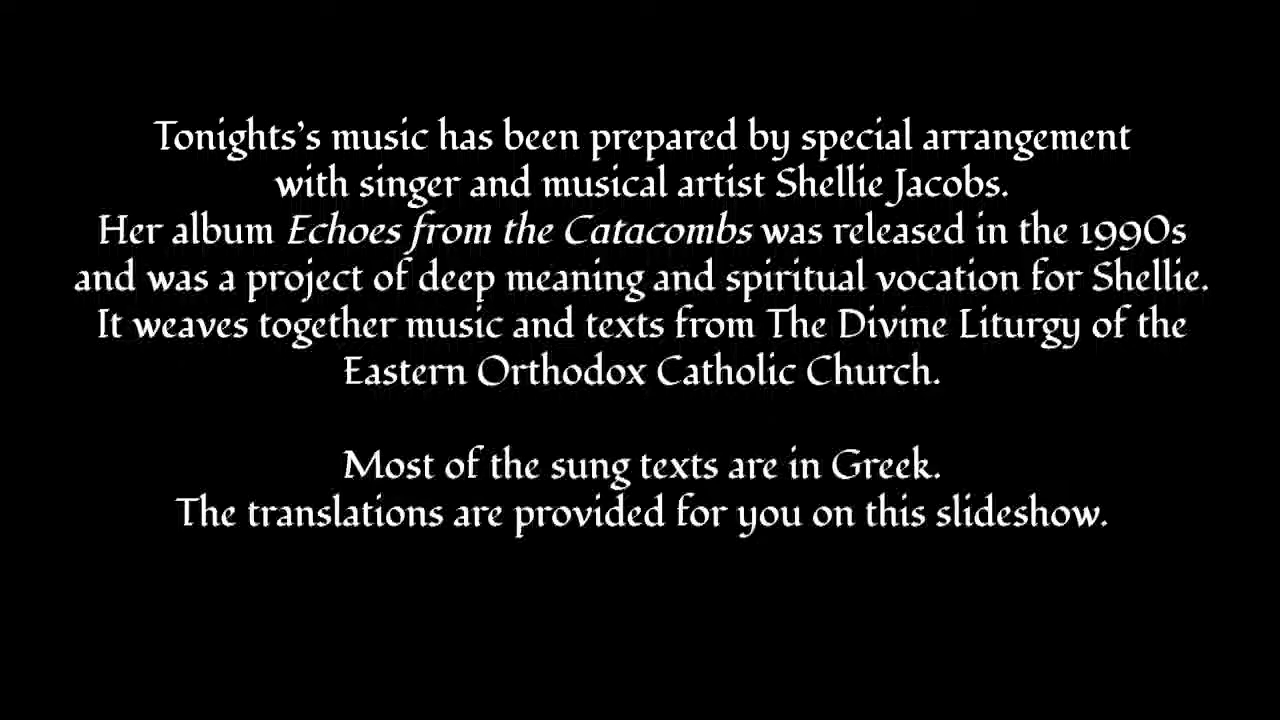 Tonights's music has been prepared by special arrangement
with singer and musical artist Shellie Jacobs.
Her album Echoes from the Catacombs was released in the 1990s
and was a project of deep meaning and spiritual vocation for Shellie.
It weaves together music and texts from The Divine Liturgy of the
Eastern Orthodox Catholic Church.
Most of the sung texts are in Greek.
The translations are provided for you on this slideshow.